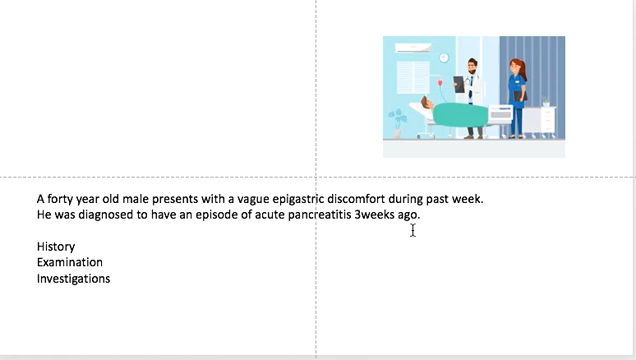 A forty year old male presents with a vague epigastric discomfort during past week.
He was diagnosed to have an episode of acute pancreatitis 3weeks ago.
History
Examination
Investigations